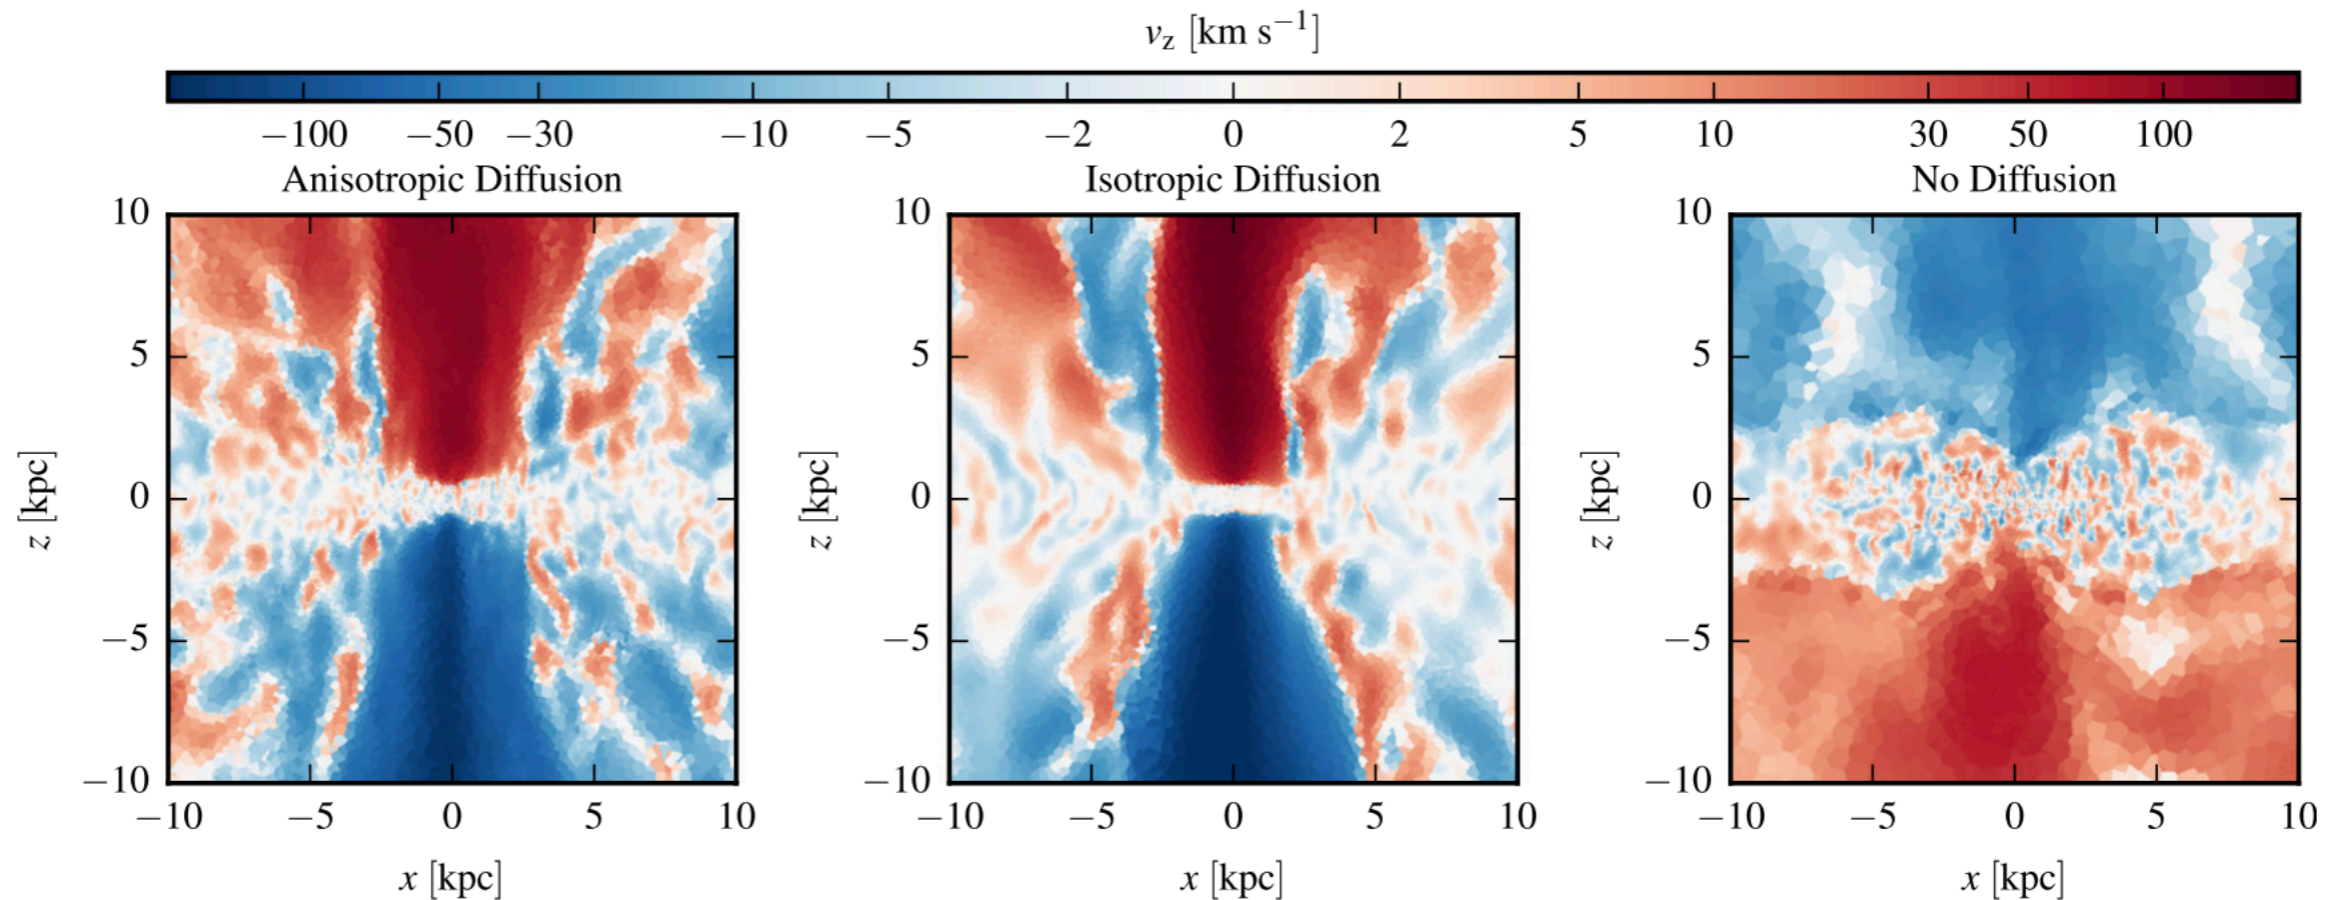 v_z [km s⁻¹]
−100 −50 −30 −10 −5 −2 0 2 5 10 30 50 100
Anisotropic Diffusion Isotropic Diffusion No Diffusion
10 10 10
5 5 5
z [kpc] 0 z [kpc] 0 z [kpc] 0
−5 −5 −5
−10 −10 −10
−10 −5 0 5 10 −10 −5 0 5 10 −10 −5 0 5 10
x [kpc] x [kpc] x [kpc]